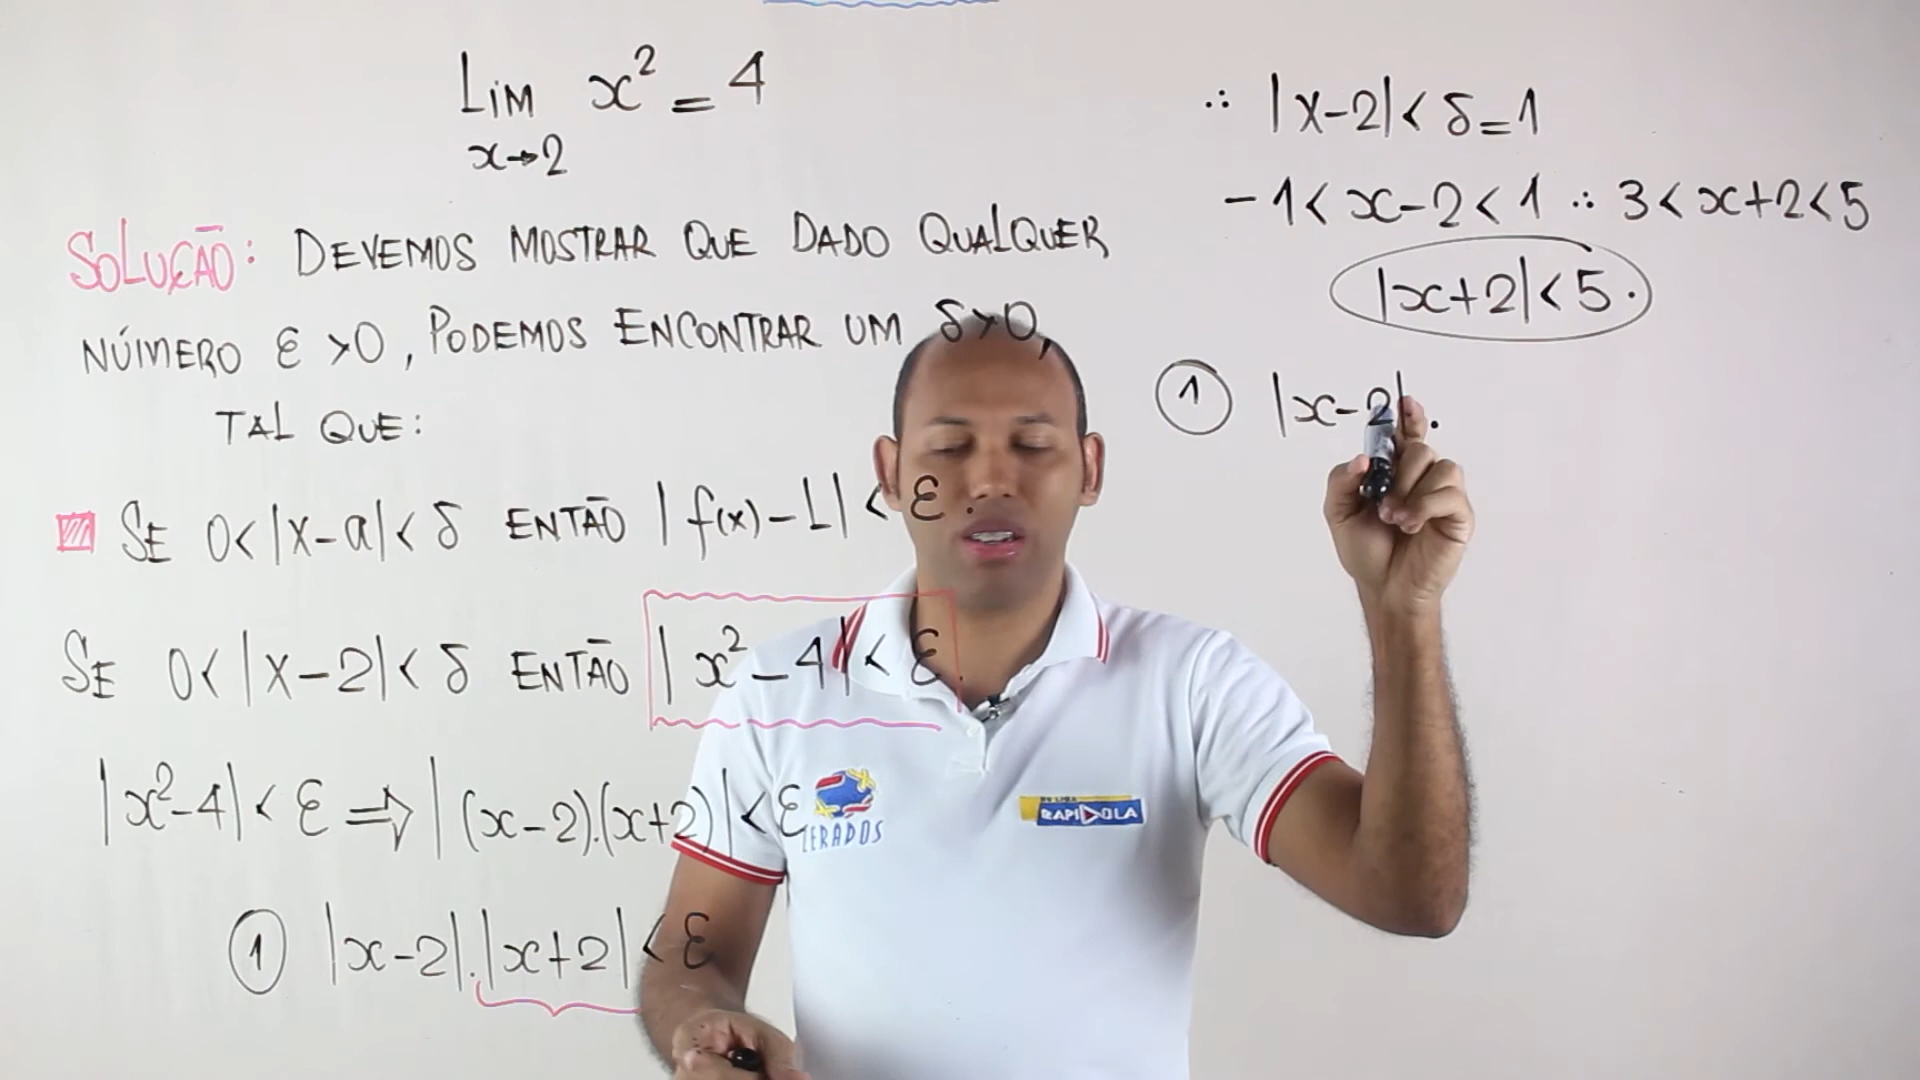 Lim x² = 4
x→2
SOLUÇÃO: DEVEMOS MOSTRAR QUE DADO QUALQUER
NÚMERO ε >0, PODEMOS ENCONTRAR UM δ>0,
TAL QUE:
SE 0<|x-a|< δ ENTÃO |f(x)-L| < ε.
SE 0<|x-2|< δ ENTÃO |x²-4| < ε.
|x²-4|< ε ⇒ |(x-2).(x+2)| < ε
1 |x-2|.|x+2| < ε
∴ |x-2|< δ=1
-1< x-2 < 1 ∴ 3 < x+2 < 5
|x+2|< 5.
1 |x-2|.
ZERADOS
RAPIDOLA